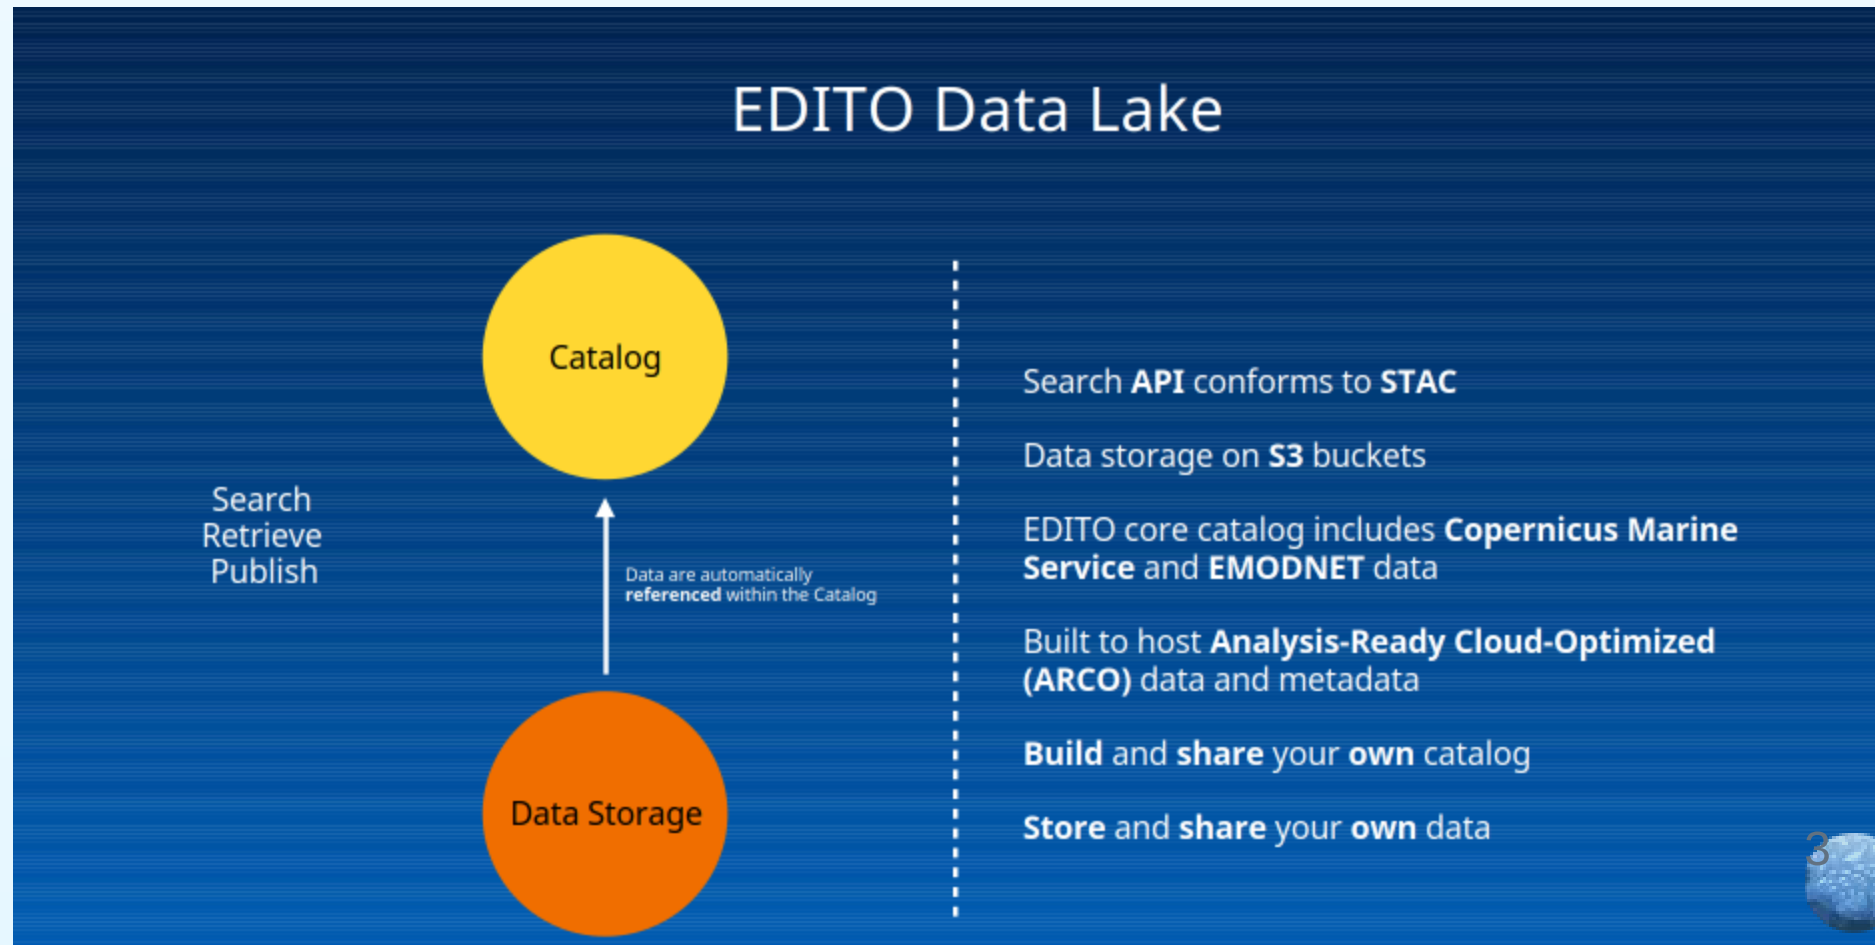 EDITO Data Lake
Catalog
Search
Retrieve
Publish
Data are automatically
referenced within the Catalog
Data Storage
Search API conforms to STAC
Data storage on S3 buckets
EDITO core catalog includes Copernicus Marine
Service and EMODNET data
Built to host Analysis-Ready Cloud-Optimized
(ARCO) data and metadata
Build and share your own catalog
Store and share your own data
3